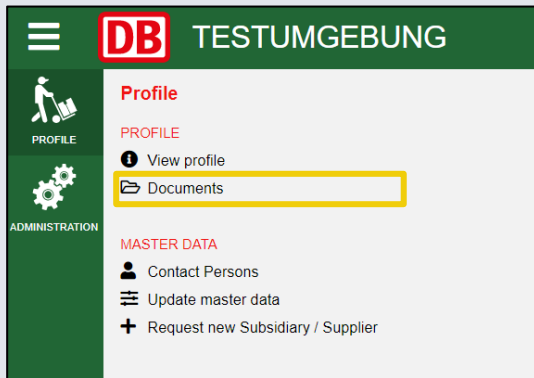 DB TESTUMGEBUNG
PROFILE
ADMINISTRATION
Profile
PROFILE
View profile
Documents
MASTER DATA
Contact Persons
Update master data
Request new Subsidiary / Supplier